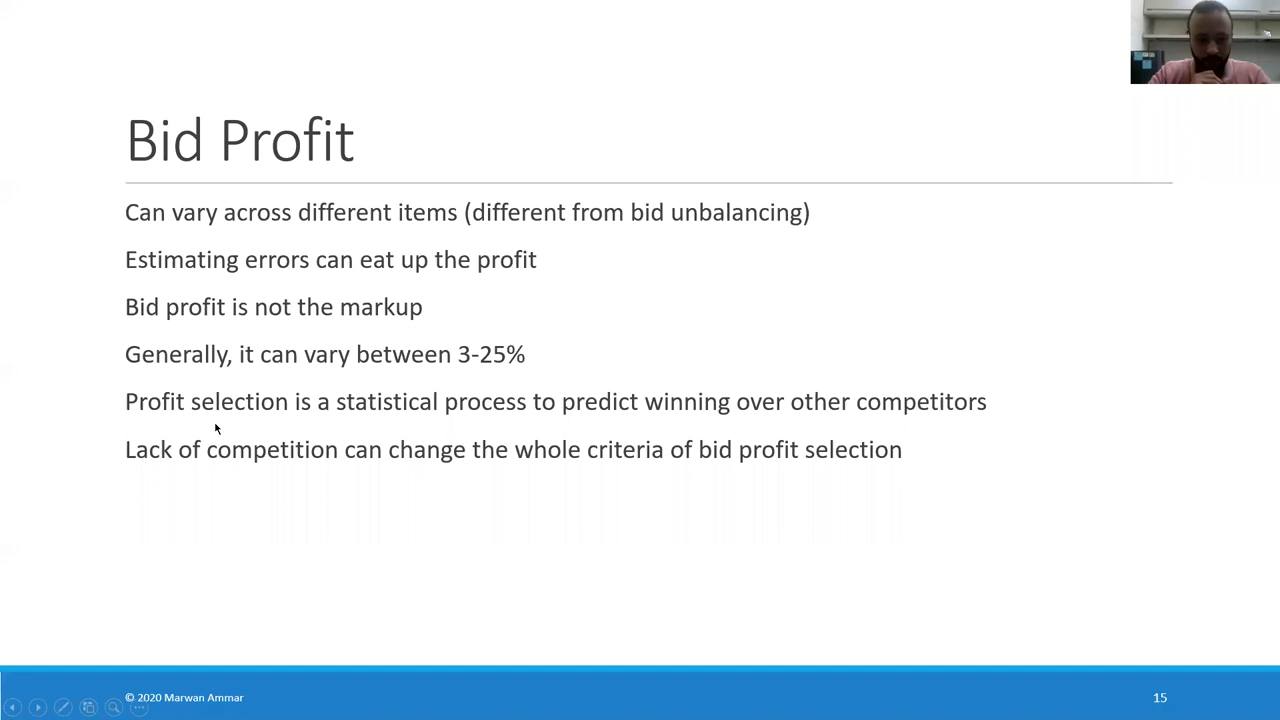 Bid Profit
Can vary across different items (different from bid unbalancing)
Estimating errors can eat up the profit
Bid profit is not the markup
Generally, it can vary between 3-25%
Profit selection is a statistical process to predict winning over other competitors
Lack of competition can change the whole criteria of bid profit selection
© 2020 Marwan Ammar
15